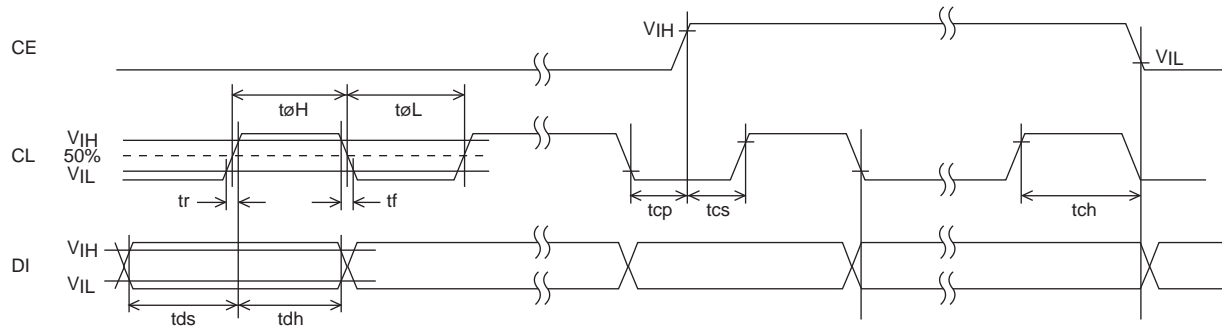 CE
VIH
VIL
tøH
tøL
CL
VIH
50%
VIL
tr
tf
tcp
tcs
tch
DI
VIH
VIL
tds
tdh